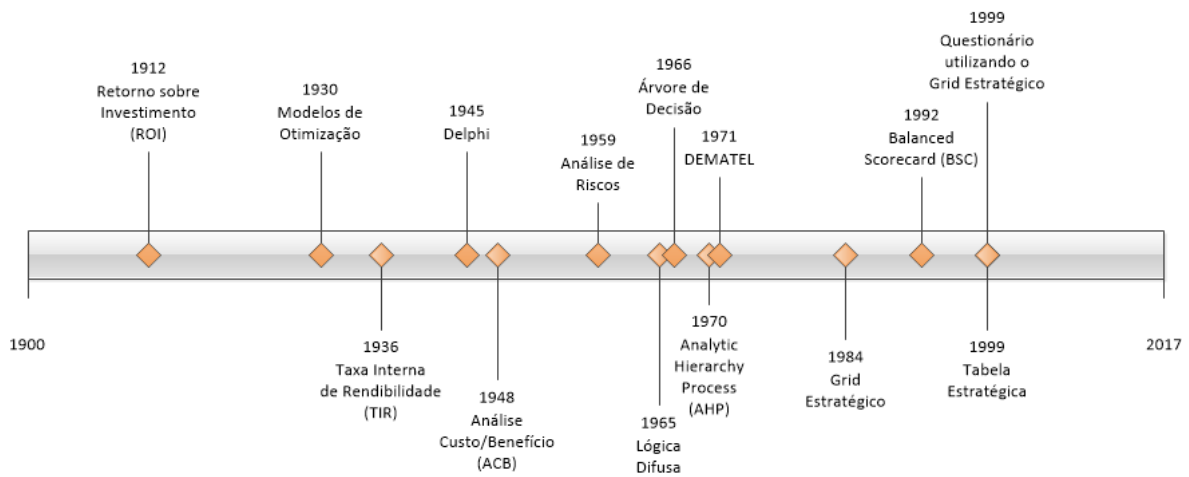 1912
Retorno sobre
Investimento
(ROI)
1930
Modelos de
Otimização
1945
Delphi
1959
Análise de
Riscos
1966
Árvore de
Decisão
1971
DEMATEL
1992
Balanced
Scorecard (BSC)
1999
Questionário
utilizando o
Grid Estratégico
1900
2017
1936
Taxa Interna
de Rendibilidade
(TIR)
1948
Análise
Custo/Benefício
(ACB)
1965
Lógica
Difusa
1970
Analytic
Hierarchy
Process
(AHP)
1984
Grid
Estratégico
1999
Tabela
Estratégica